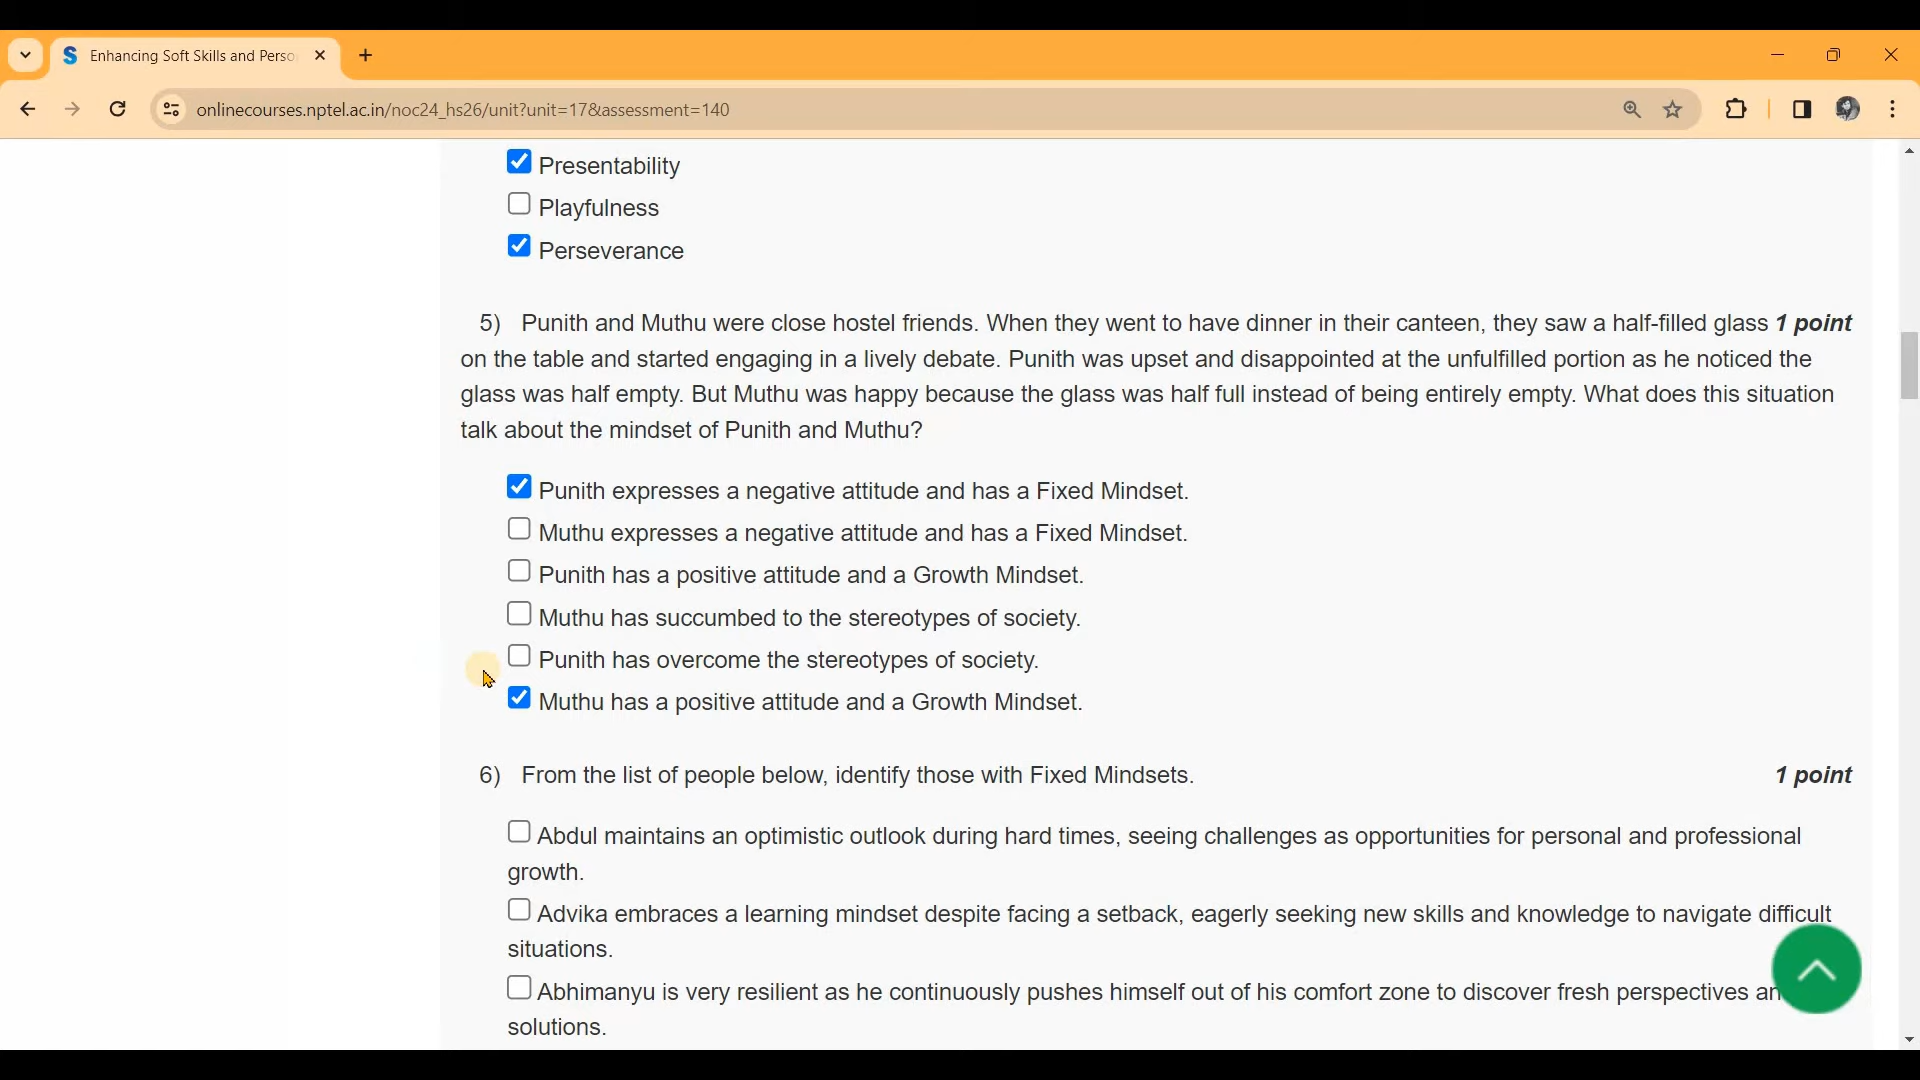 Enhancing Soft Skills and Perso
onlinecourses.nptel.ac.in/noc24_hs26/unit?unit=17&assessment=140
Presentability
Playfulness
Perseverance
5) Punith and Muthu were close hostel friends. When they went to have dinner in their canteen, they saw a half-filled glass 1 point
on the table and started engaging in a lively debate. Punith was upset and disappointed at the unfulfilled portion as he noticed the
glass was half empty. But Muthu was happy because the glass was half full instead of being entirely empty. What does this situation
talk about the mindset of Punith and Muthu?
Punith expresses a negative attitude and has a Fixed Mindset.
Muthu expresses a negative attitude and has a Fixed Mindset.
Punith has a positive attitude and a Growth Mindset.
Muthu has succumbed to the stereotypes of society.
Punith has overcome the stereotypes of society.
Muthu has a positive attitude and a Growth Mindset.
6) From the list of people below, identify those with Fixed Mindsets. 1 point
Abdul maintains an optimistic outlook during hard times, seeing challenges as opportunities for personal and professional
growth.
Advika embraces a learning mindset despite facing a setback, eagerly seeking new skills and knowledge to navigate difficult
situations.
Abhimanyu is very resilient as he continuously pushes himself out of his comfort zone to discover fresh perspectives an
solutions.